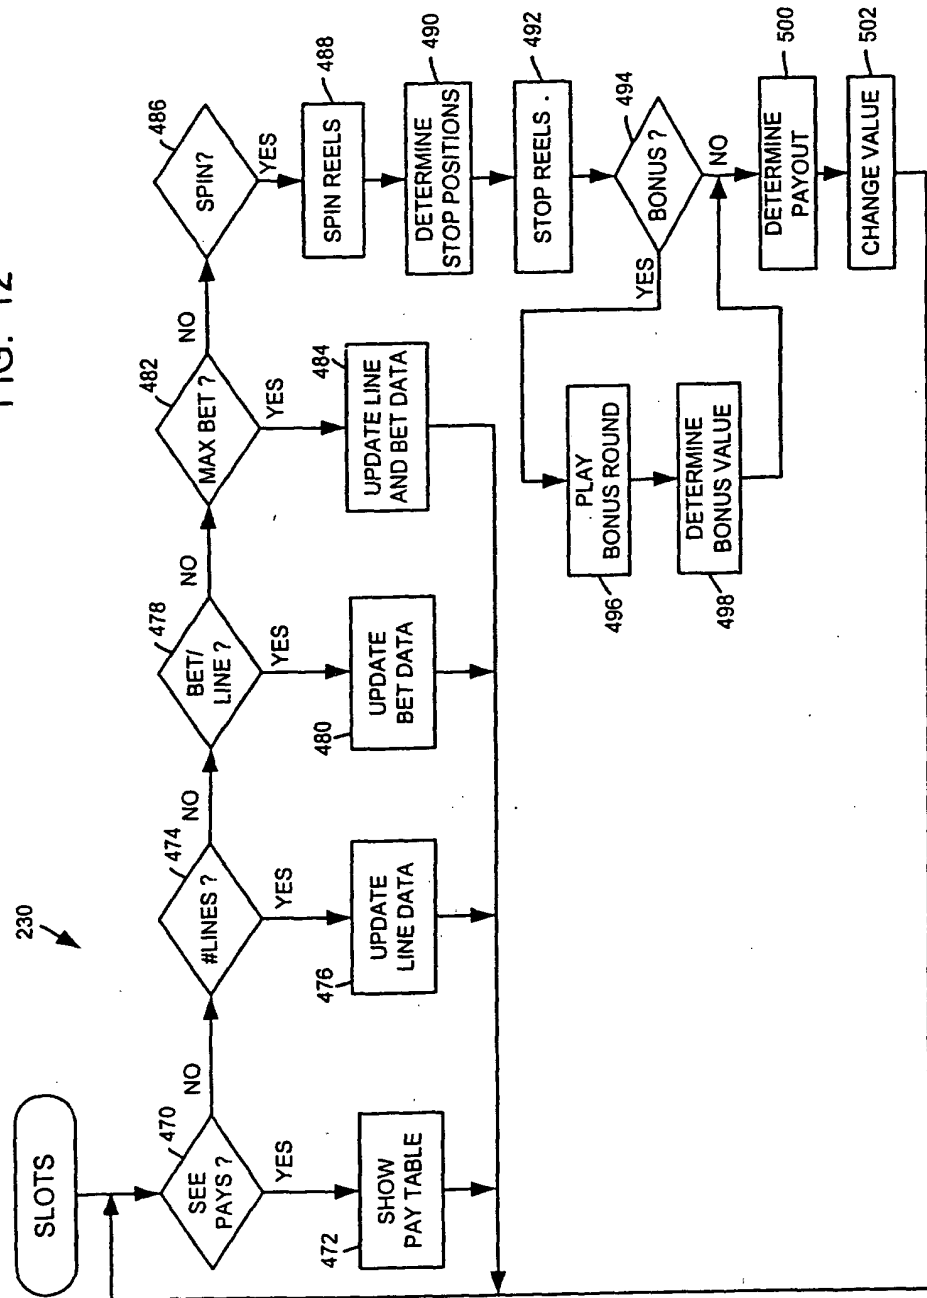 FIG. 12
230
SLOTS
470
SEE
PAYS ?
NO
YES
472
SHOW
PAY TABLE
474
#LINES ?
NO
YES
476
UPDATE
LINE DATA
478
BET/
LINE ?
NO
YES
480
UPDATE
BET DATA
482
MAX BET ?
NO
YES
484
UPDATE LINE
AND BET DATA
486
SPIN?
YES
488
SPIN REELS
490
DETERMINE
STOP POSITIONS
492
STOP REELS .
494
BONUS ?
YES
NO
496
PLAY
BONUS ROUND
498
DETERMINE
BONUS VALUE
500
DETERMINE
PAYOUT
502
CHANGE VALUE